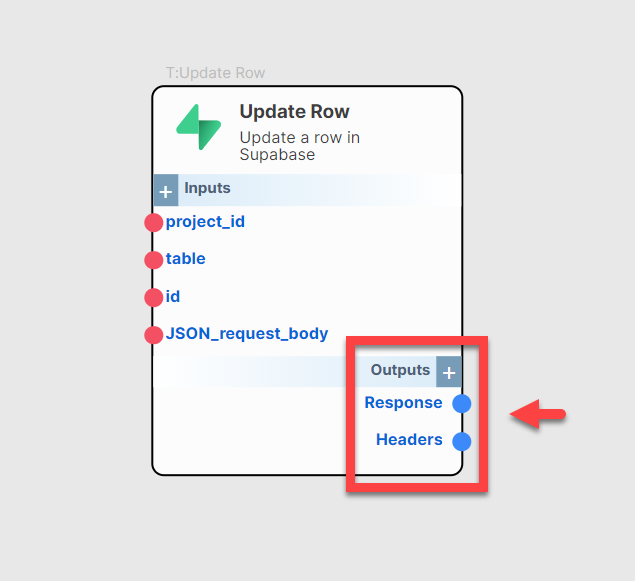 T:Update Row
Update Row
Update a row in
Supabase
+ Inputs
project_id
table
id
JSON_request_body
Outputs +
Response
Headers